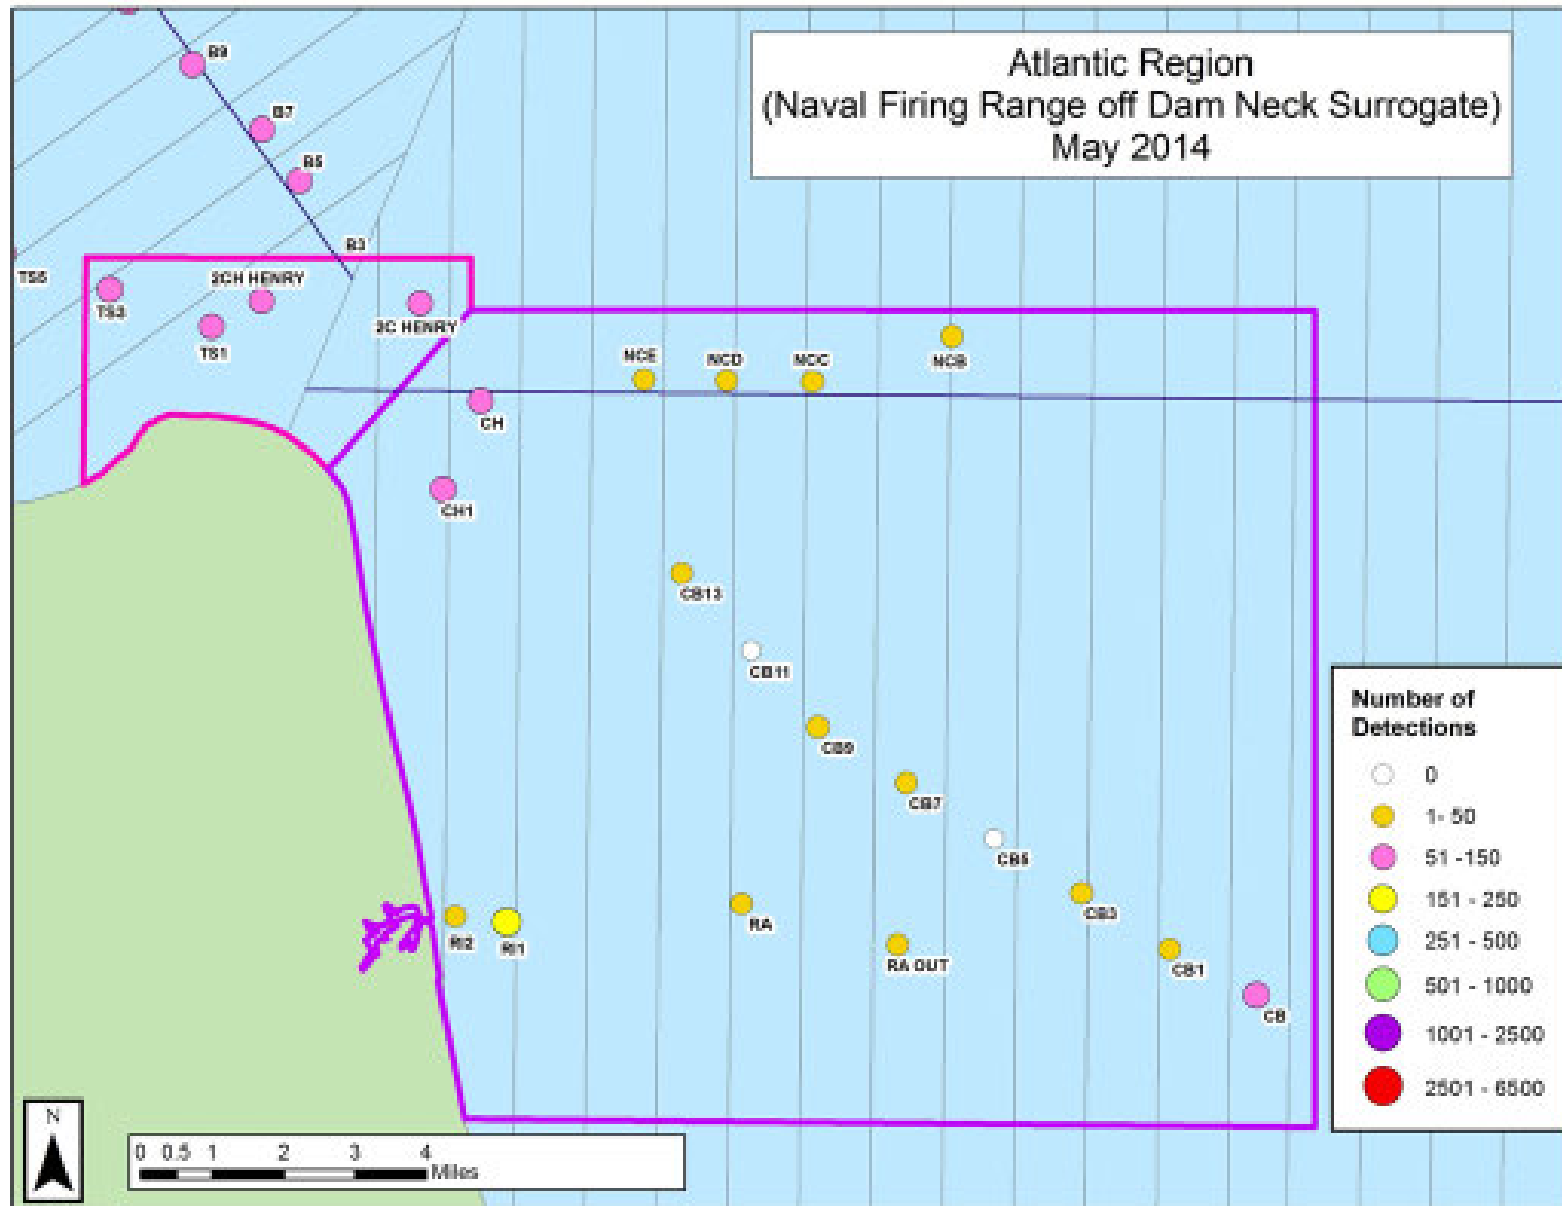 Atlantic Region
(Naval Firing Range off Dam Neck Surrogate)
May 2014
B9
B7
B5
B3
TS5
2CH HENRY
TS3
TS1
2C HENRY
NCE
NCD
NCC
NCB
CH
CH1
CB13
CB11
CB9
CB7
CB5
CB3
RI2
RI1
RA
RA OUT
CB1
CB
Number of
Detections
0
1- 50
51 -150
151 - 250
251 - 500
501 - 1000
1001 - 2500
2501 - 6500
N
0 0.5 1 2 3 4
Miles